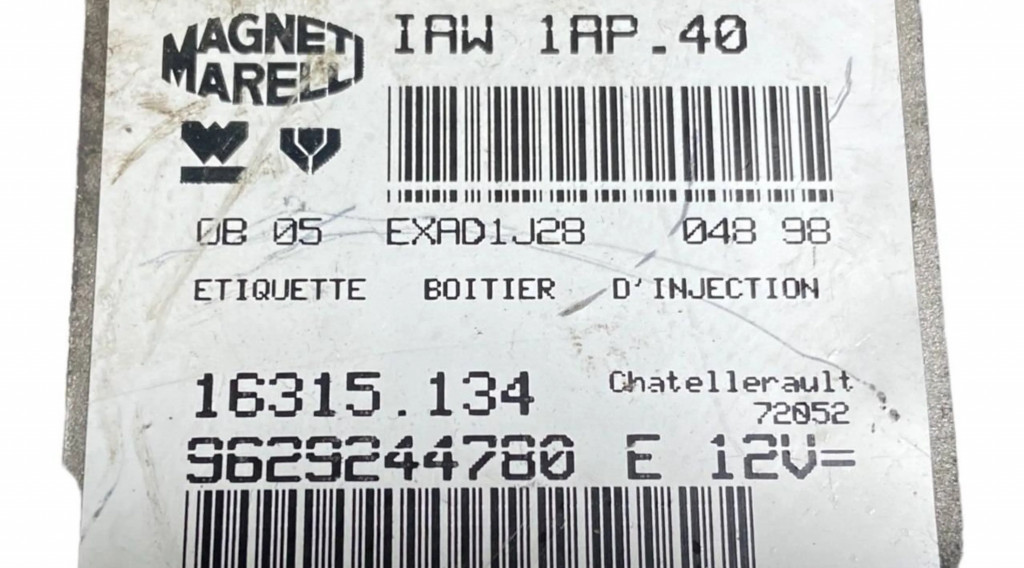 MAGNETI
MARELLI
IAW 1AP.40
0B 05 EXAD1J28 048 98
ETIQUETTE BOITIER D'INJECTION
16315.134
Chatellerault
72052
9629244780 E 12V=